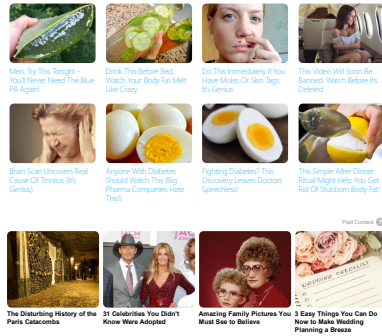 Men, Try This Tonight -
You'll Never Need The Blue
Pill Again!
Drink This Before Bed,
Watch Your Body Fat Melt
Like Crazy
Do This Immediately If You
Have Moles Or Skin Tags,
It's Genius
This Video Will Soon Be
Banned. Watch Before It's
Deleted
Brain Scan Uncovers Real
Cause Of Tinnitus (It's
Genius)
Anyone With Diabetes
Should Watch This (Big
Pharma Companies Hate
This!)
Fighting Diabetes? This
Discovery Leaves Doctors
Speechless!
This Simple After-Dinner
Ritual Might Help You Get
Rid Of Stubborn Body Fat!
Paid Content
The Disturbing History of the
Paris Catacombs
31 Celebrities You Didn't
Know Were Adopted
Amazing Family Pictures You
Must See to Believe
WEDDING CHECKLIST
3 Easy Things You Can Do
Now to Make Wedding
Planning a Breeze